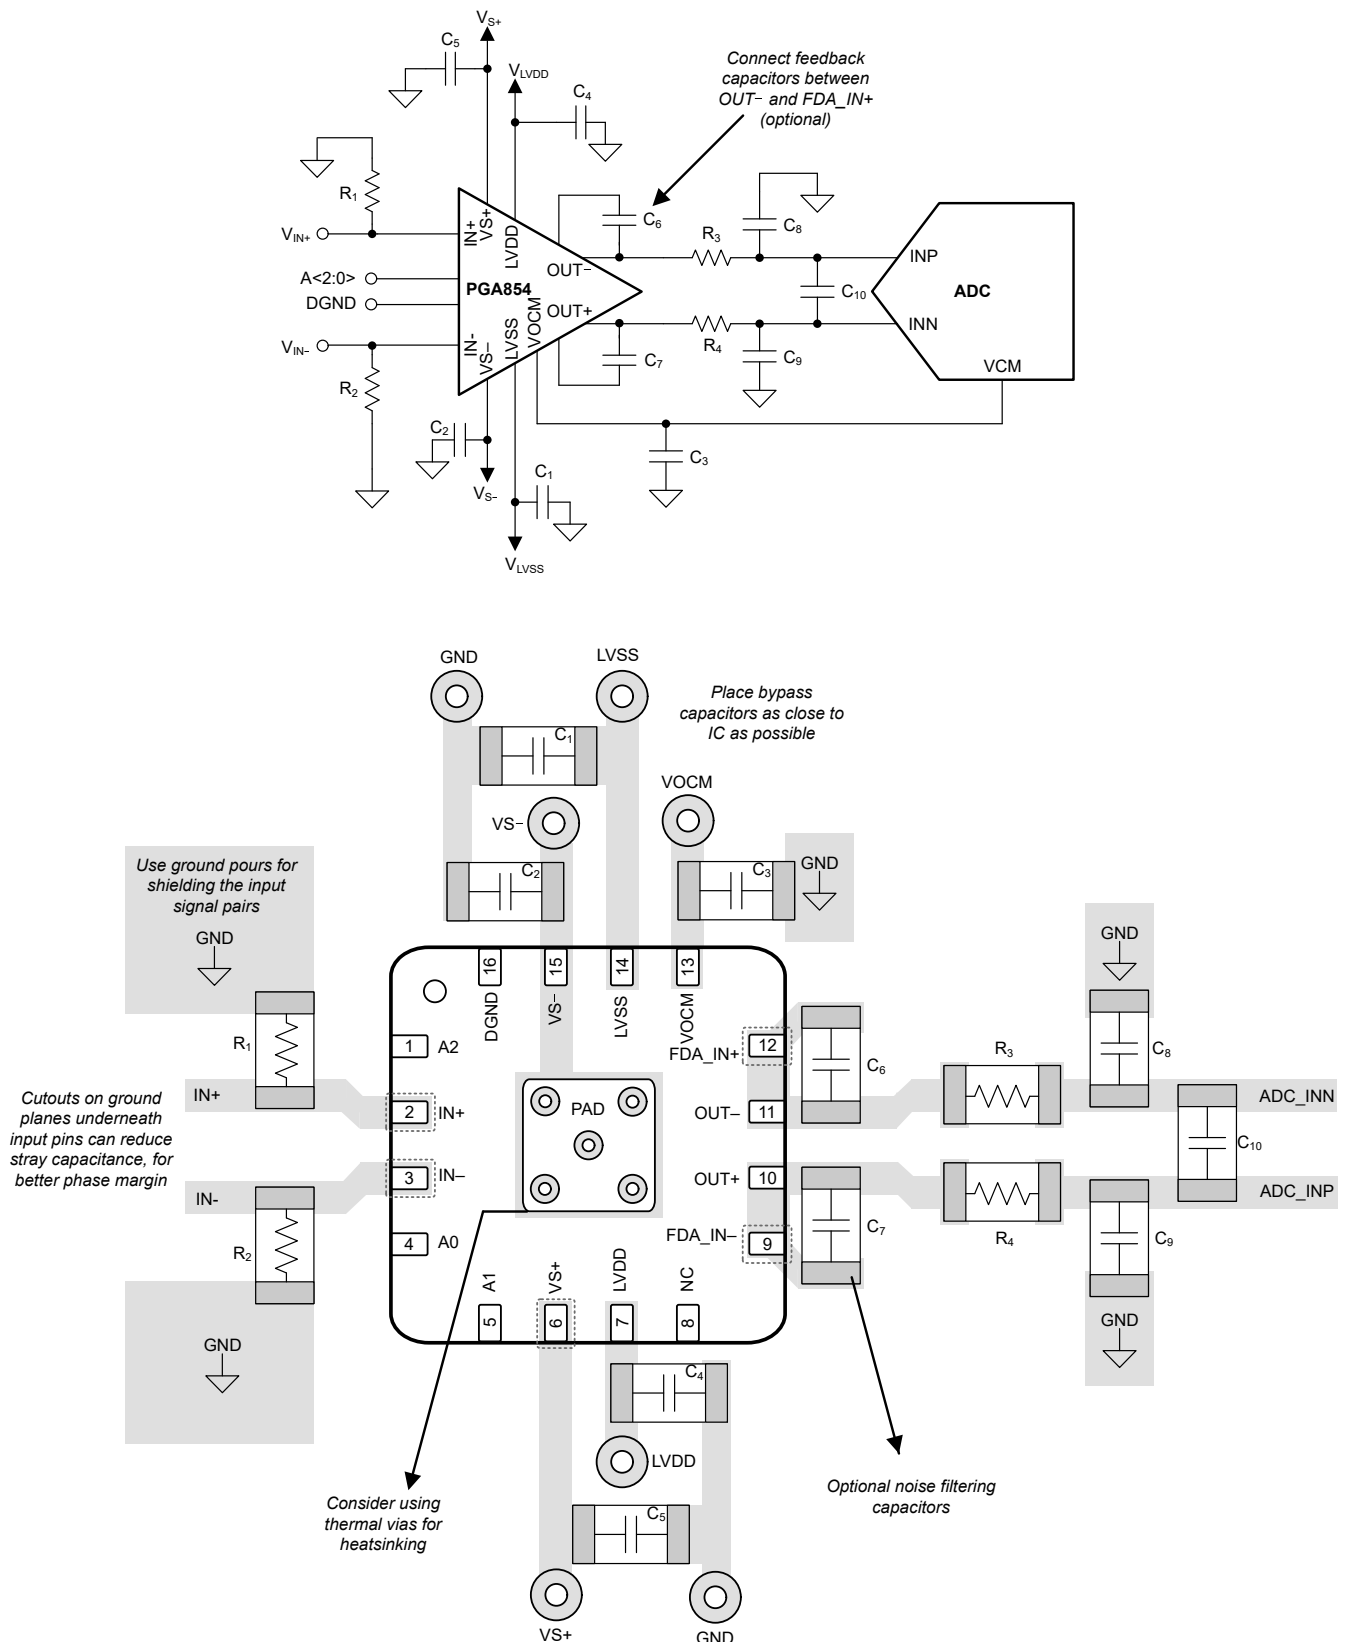 VS+
C5
VLVDD
C4
Connect feedback
capacitors between
OUT− and FDA_IN+
(optional)
R1
VIN+
IN+
VS+
LVDD
C6
C8
R3
OUT−
INP
A<2:0>
DGND
PGA854
C10
ADC
OUT+
INN
VIN−
IN-
VS−
LVSS
VOCM
R4
C7
C9
VCM
R2
C2
C3
VS−
C1
VLVSS
GND
LVSS
Place bypass
capacitors as close to
IC as possible
C1
VOCM
VS−
Use ground pours for
shielding the input
signal pairs
GND
C2
C3
GND
GND
16
15
14
13
DGND
VS−
LVSS
VOCM
R1
1
A2
FDA_IN+
12
C6
R3
C8
Cutouts on ground
planes underneath
input pins can reduce
stray capacitance, for
better phase margin
IN+
2
IN+
PAD
OUT−
11
ADC_INN
C10
IN-
3
IN−
OUT+
10
ADC_INP
R2
4
A0
FDA_IN−
9
C7
R4
C9
A1
VS+
LVDD
NC
5
6
7
8
GND
GND
C4
LVDD
Consider using
thermal vias for
heatsinking
Optional noise filtering
capacitors
C5
VS+
GND